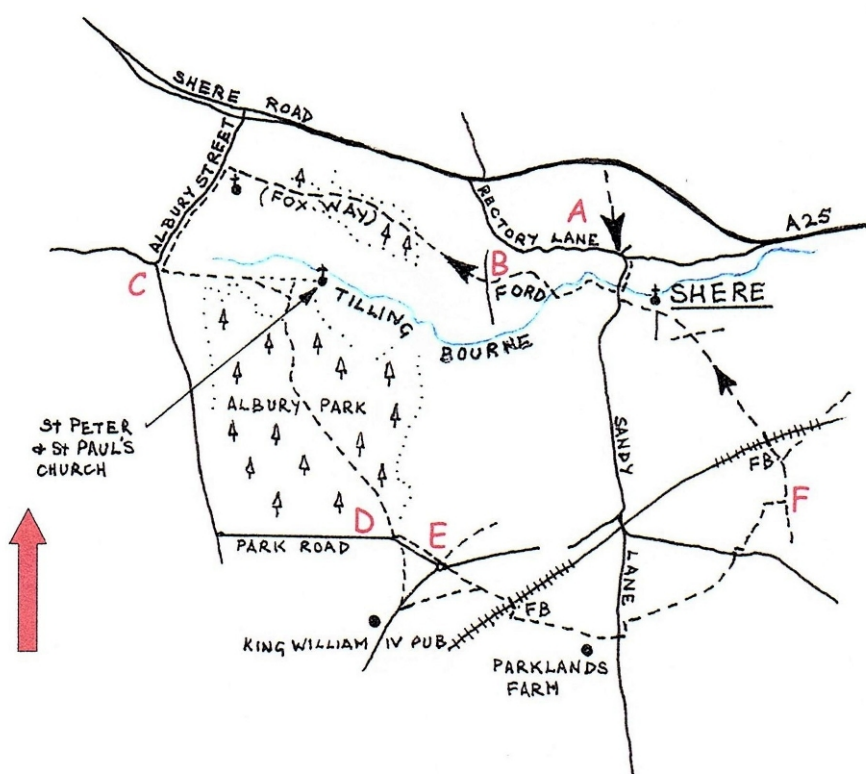 SHERE ROAD
ALBURY STREET
(FOX WAY)
RECTORY LANE
A
A25
B
FORD
C
SHERE
TILLING
BOURNE
ST PETER
& ST PAUL'S
CHURCH
ALBURY PARK
SANDY
LANE
FB
F
D
E
PARK ROAD
FB
KING WILLIAM IV PUB
PARKLANDS
FARM